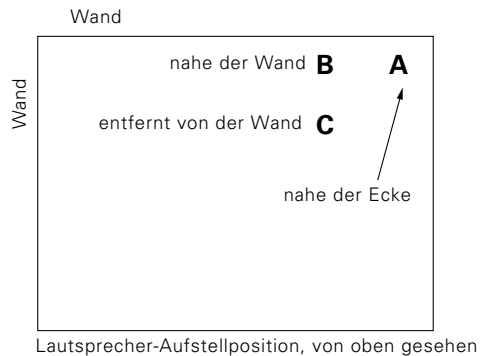 Wand
Wand
nahe der Wand B A
entfernt von der Wand C
nahe der Ecke
Lautsprecher-Aufstellposition, von oben gesehen